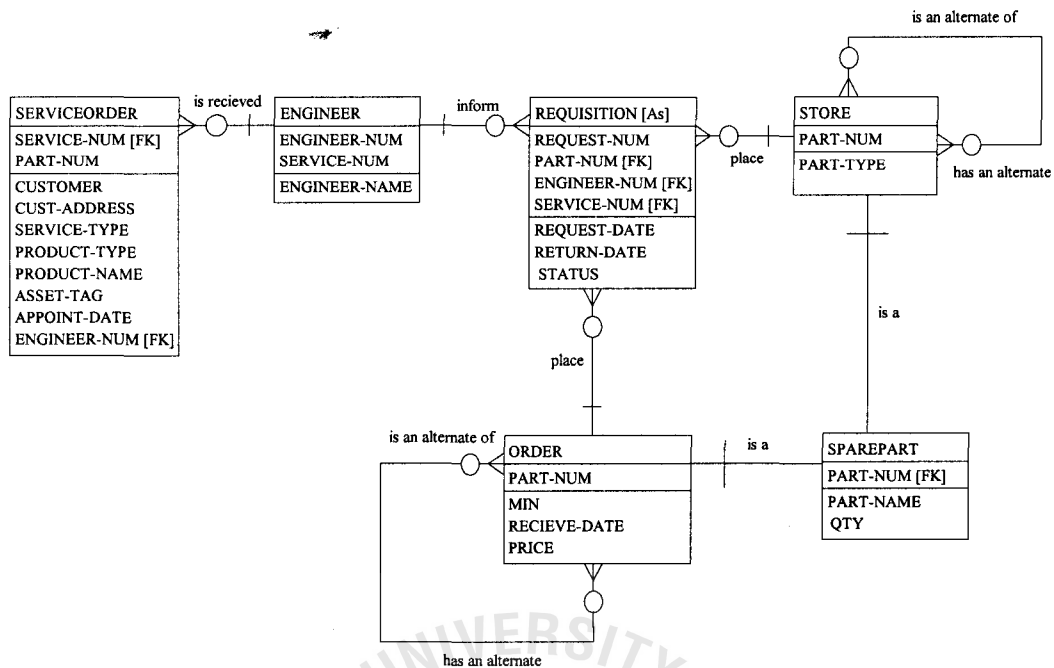 is an alternate of
SERVICEORDER
SERVICE-NUM [FK]
PART-NUM
CUSTOMER
CUST-ADDRESS
SERVICE-TYPE
PRODUCT-TYPE
PRODUCT-NAME
ASSET-TAG
APPOINT-DATE
ENGINEER-NUM [FK]
is recieved
ENGINEER
ENGINEER-NUM
SERVICE-NUM
ENGINEER-NAME
inform
REQUISITION [As]
REQUEST-NUM
PART-NUM [FK]
ENGINEER-NUM [FK]
SERVICE-NUM [FK]
REQUEST-DATE
RETURN-DATE
STATUS
place
STORE
PART-NUM
PART-TYPE
has an alternate
is a
place
is an alternate of
ORDER
PART-NUM
MIN
RECIEVE-DATE
PRICE
is a
SPAREPART
PART-NUM [FK]
PART-NAME
QTY
UNIVERSITY
has an alternate